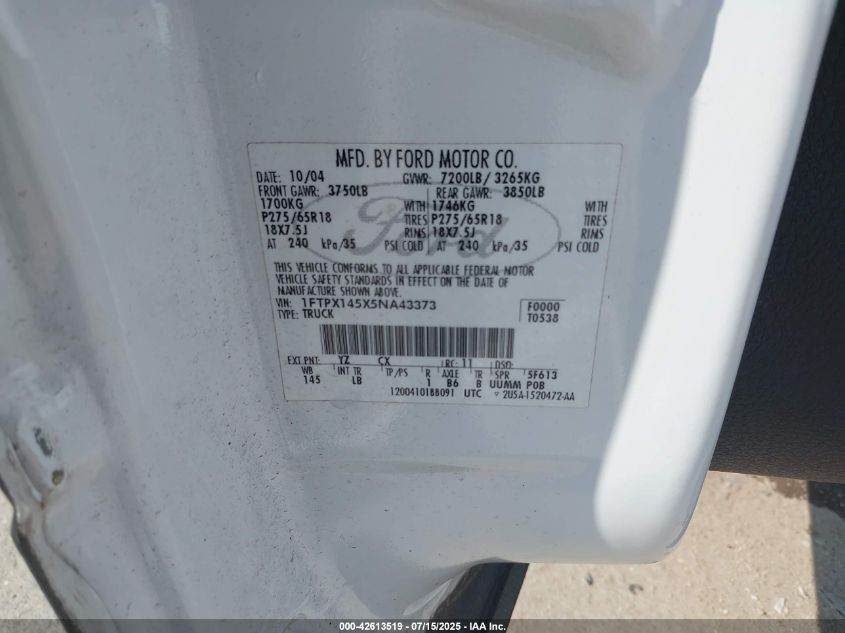 MFD. BY FORD MOTOR CO.
DATE: 10/04 GVWR: 7200LB/ 3265KG
FRONT GAWR: 3750LB REAR GAWR: 3850LB
1700KG WITH 1746KG WITH
P275/65R18 TIRES P275/65R18 TIRES
18X7.5J RIMS 18X7.5J RIMS
AT 240 kPa/35 PSI COLD AT 240 kPa/35 PSI COLD
Ford
THIS VEHICLE CONFORMS TO ALL APPLICABLE FEDERAL MOTOR
VEHICLE SAFETY STANDARDS IN EFFECT ON THE DATE OF
MANUFACTURE SHOWN ABOVE.
VIN: 1FTPX145X5NA43373 F0000
TYPE: TRUCK T0538
EXT PNT: YZ CX RC: 11 DSO:
WB INT TR TP/PS R AXLE TR SPR 5F613
145 LB 1 B6 B UUMM POB
1200410188091 UTC ▽ 2U5A-1520472-AA
000-42613519 / 07/15/2025 - IAA Inc.